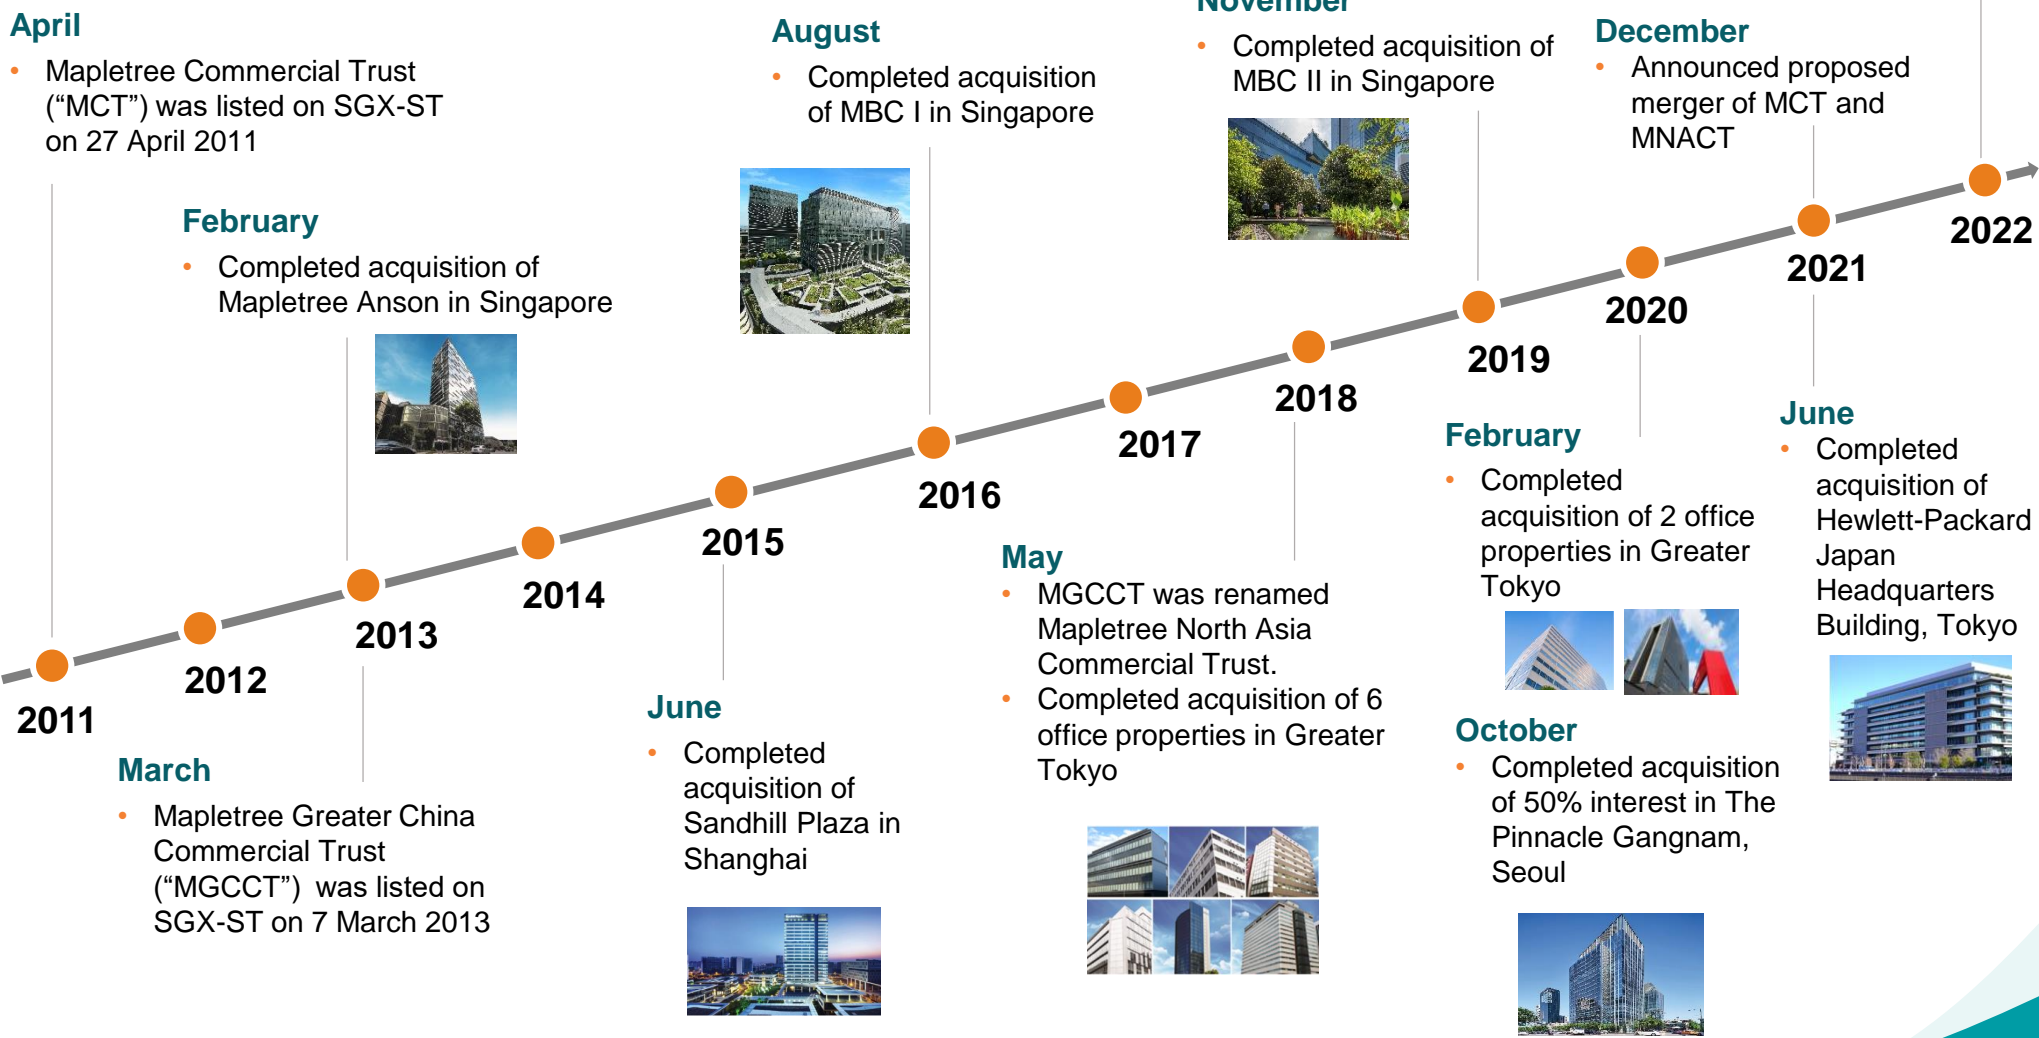 April
• Mapletree Commercial Trust
(“MCT”) was listed on SGX-ST
on 27 April 2011
February
• Completed acquisition of
Mapletree Anson in Singapore
August
• Completed acquisition
of MBC I in Singapore
November
• Completed acquisition of
MBC II in Singapore
December
• Announced proposed
merger of MCT and
MNACT
2011
2012
2013
2014
2015
2016
2017
2018
2019
2020
2021
2022
March
• Mapletree Greater China
Commercial Trust
(“MGCCT”) was listed on
SGX-ST on 7 March 2013
June
• Completed
acquisition of
Sandhill Plaza in
Shanghai
May
• MGCCT was renamed
Mapletree North Asia
Commercial Trust.
• Completed acquisition of 6
office properties in Greater
Tokyo
February
• Completed
acquisition of 2 office
properties in Greater
Tokyo
October
• Completed acquisition
of 50% interest in The
Pinnacle Gangnam,
Seoul
June
• Completed
acquisition of
Hewlett-Packard
Japan
Headquarters
Building, Tokyo